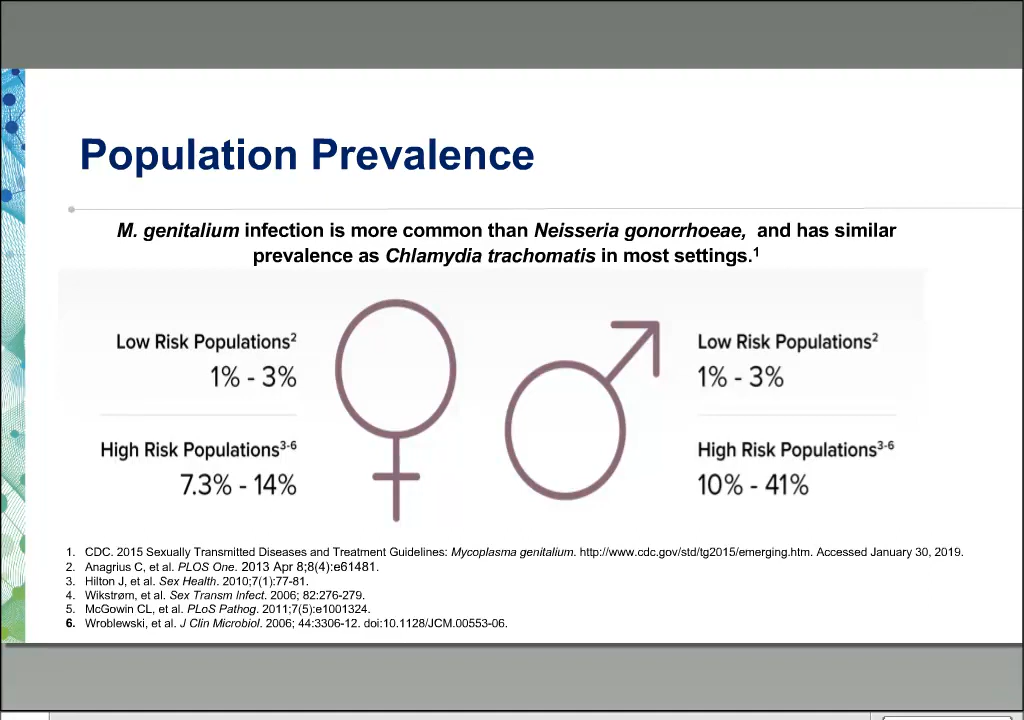 Population Prevalence
M. genitalium infection is more common than Neisseria gonorrhoeae, and has similar
prevalence as Chlamydia trachomatis in most settings.1
Low Risk Populations2
1% - 3%
High Risk Populations3-6
7.3% - 14%
Low Risk Populations2
1% - 3%
High Risk Populations3-6
10% - 41%
1. CDC. 2015 Sexually Transmitted Diseases and Treatment Guidelines: Mycoplasma genitalium. http://www.cdc.gov/std/tg2015/emerging.htm. Accessed January 30, 2019.
2. Anagrius C, et al. PLOS One. 2013 Apr 8;8(4):e61481.
3. Hilton J, et al. Sex Health. 2010;7(1):77-81.
4. Wikstrøm, et al. Sex Transm Infect. 2006; 82:276-279.
5. McGowin CL, et al. PLoS Pathog. 2011;7(5):e1001324.
6. Wroblewski, et al. J Clin Microbiol. 2006; 44:3306-12. doi:10.1128/JCM.00553-06.